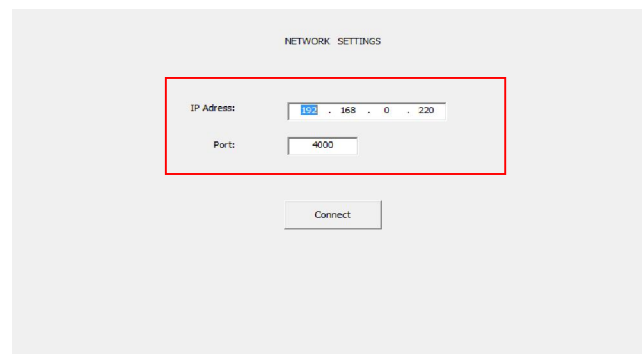 NETWORK SETTINGS
IP Adress: 192 . 168 . 0 . 220
Port: 4000
Connect